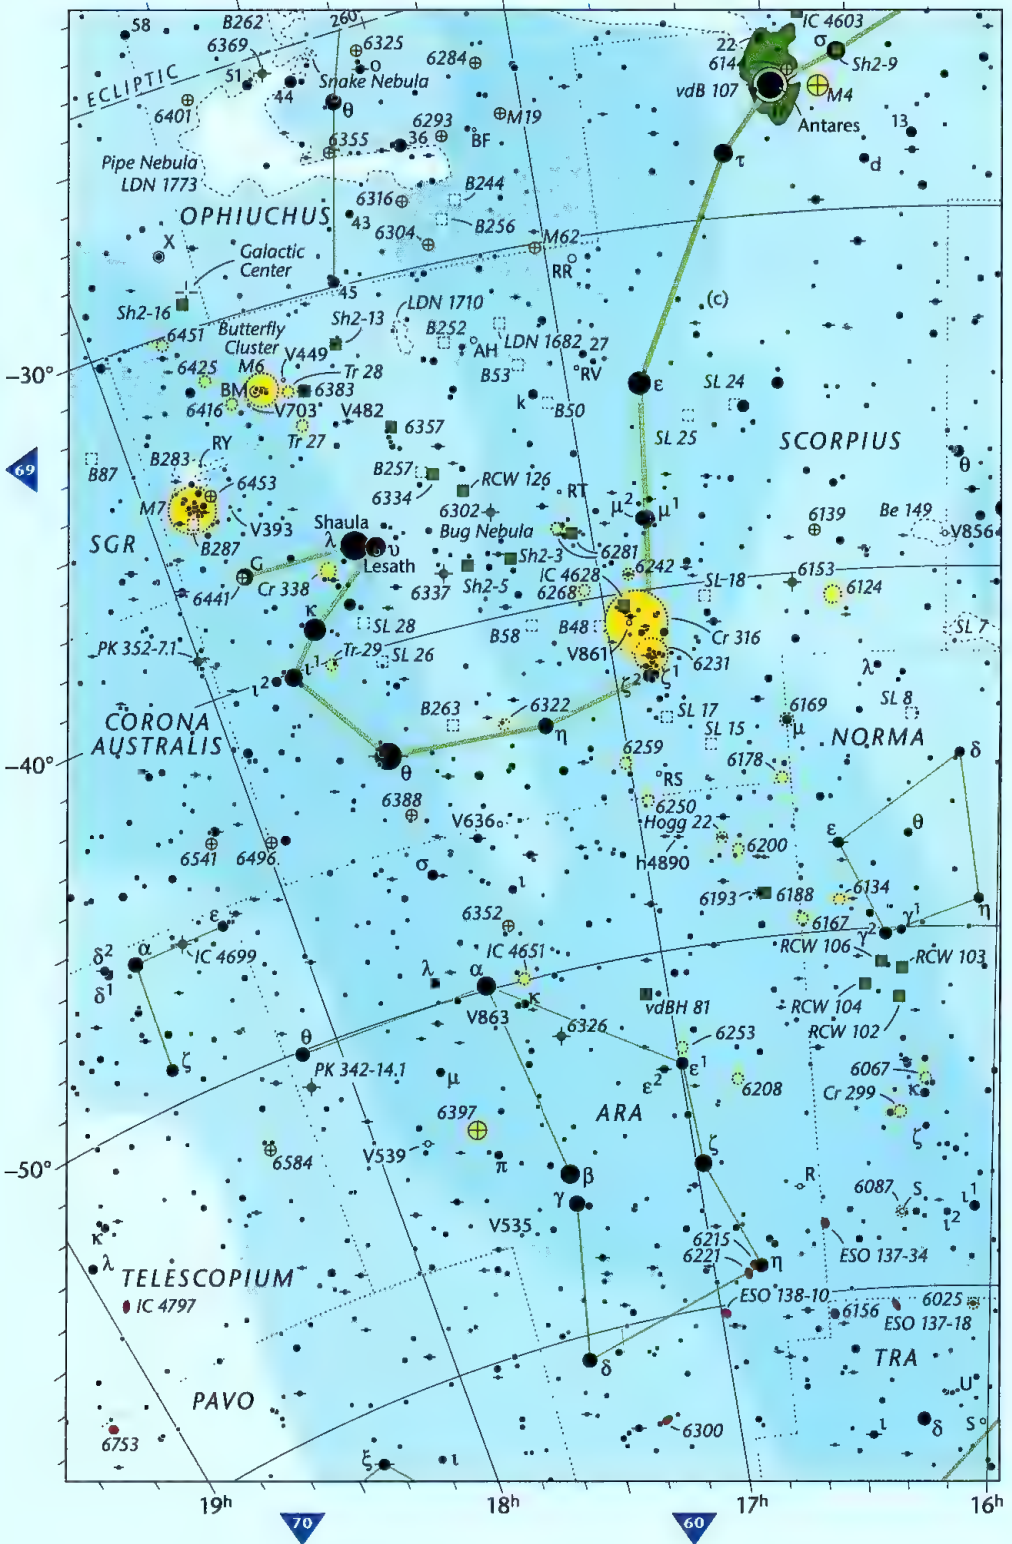 58
B262
6369
260
6325
O
6284
IC 4603
22
σ
614
Sh2-9
ECLIPTIC
51
44
Snake Nebula
vdB 107
M4
6401
θ
M19
Antares
13
6293
BF
36
6355
τ
d
Pipe Nebula
LDN 1773
6316
B244
OPHIUCHUS
43
B256
6304
M62
X
Galactic
Center
RR
45
(c)
Sh2-16
LDN 1710
Sh2-13
6451
Butterfly
Cluster
M6
B252
AH
LDN 1682
27
V449
Tr 28
–30°
6425
BM
6383
B53
RV
ε
SL 24
6416
V703
V482
k
B50
Tr 27
6357
SL 25
SCORPIUS
RY
69
B87
B283
B257
RCW 126
θ
6453
6334
M7
6302
RT
μ²
μ¹
6139
Be 149
V393
Shaula
Bug Nebula
V856
SGR
B287
λ
υ
6281
Lesath
Sh2-3
6242
G
IC 4628
SL 18
6153
6124
6441
Cr 338
6337
Sh2-5
6268
κ
SL 28
B58
B48
Cr 316
SL 7
PK 352-7.1
V861
6231
ι¹
Tr 29
SL 26
λ
ι²
ζ²
ζ¹
CORONA
AUSTRALIS
B263
6322
SL 17
6169
SL 8
η
SL 15
μ
NORMA
–40°
θ
6259
6178
δ
RS
6388
6250
V636
Hogg 22
ε
θ
6541
6496
h4890
6200
σ
ι
6193
6188
6134
ε
6352
6167
γ²
γ¹
η
δ²
α
IC 4699
IC 4651
RCW 106
RCW 103
δ¹
λ
α
κ
vdBH 81
RCW 104
V863
RCW 102
θ
6326
6253
ζ
PK 342-14.1
μ
ε²
ε¹
6208
6067
κ
6397
ARA
Cr 299
V539
ζ
ζ
6584
π
–50°
β
R
6087
S
ι¹
γ
ι²
κ
V535
6215
6221
η
ESO 137-34
λ
TELESCOPIUM
IC 4797
ESO 138-10
6156
6025
ESO 137-18
TRA
δ
PAVO
U
6753
6300
ι
δ
S
ξ
ι
19h
18h
17h
16h
70
60